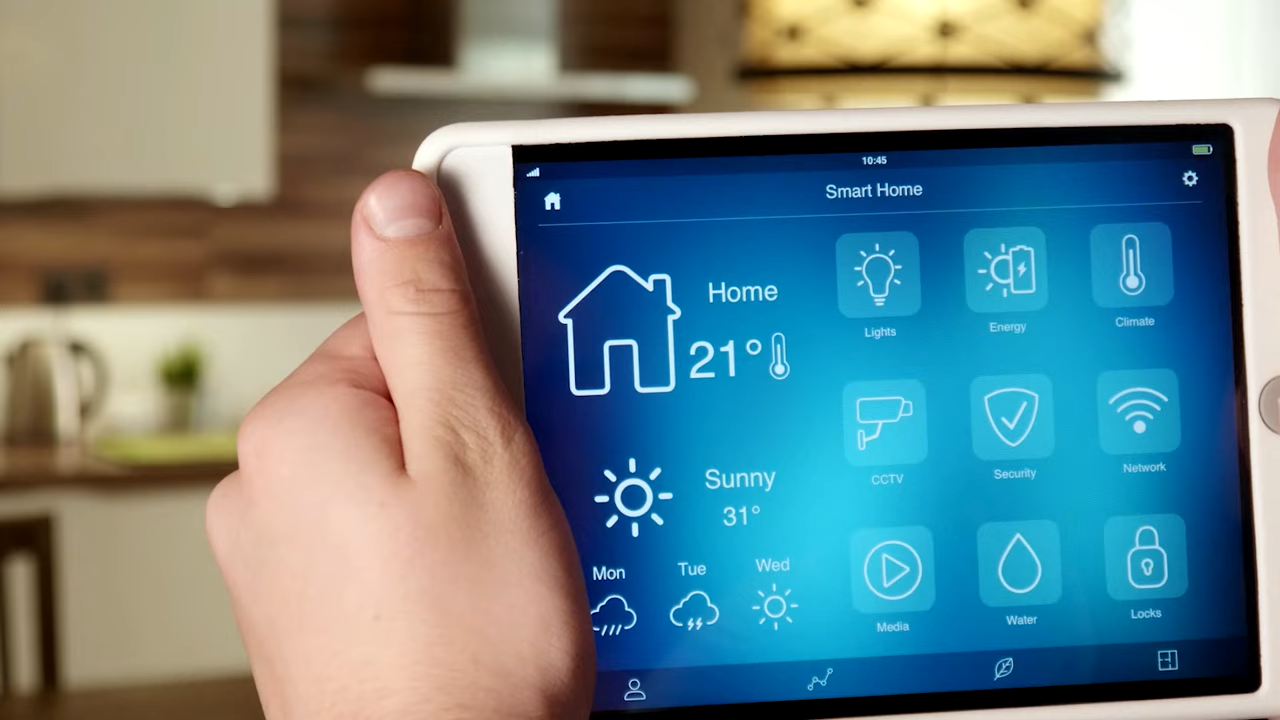 10:45
Smart Home
Home
21°
Sunny
31°
Mon Tue Wed
Lights Energy Climate
CCTV Security Network
Media Water Locks